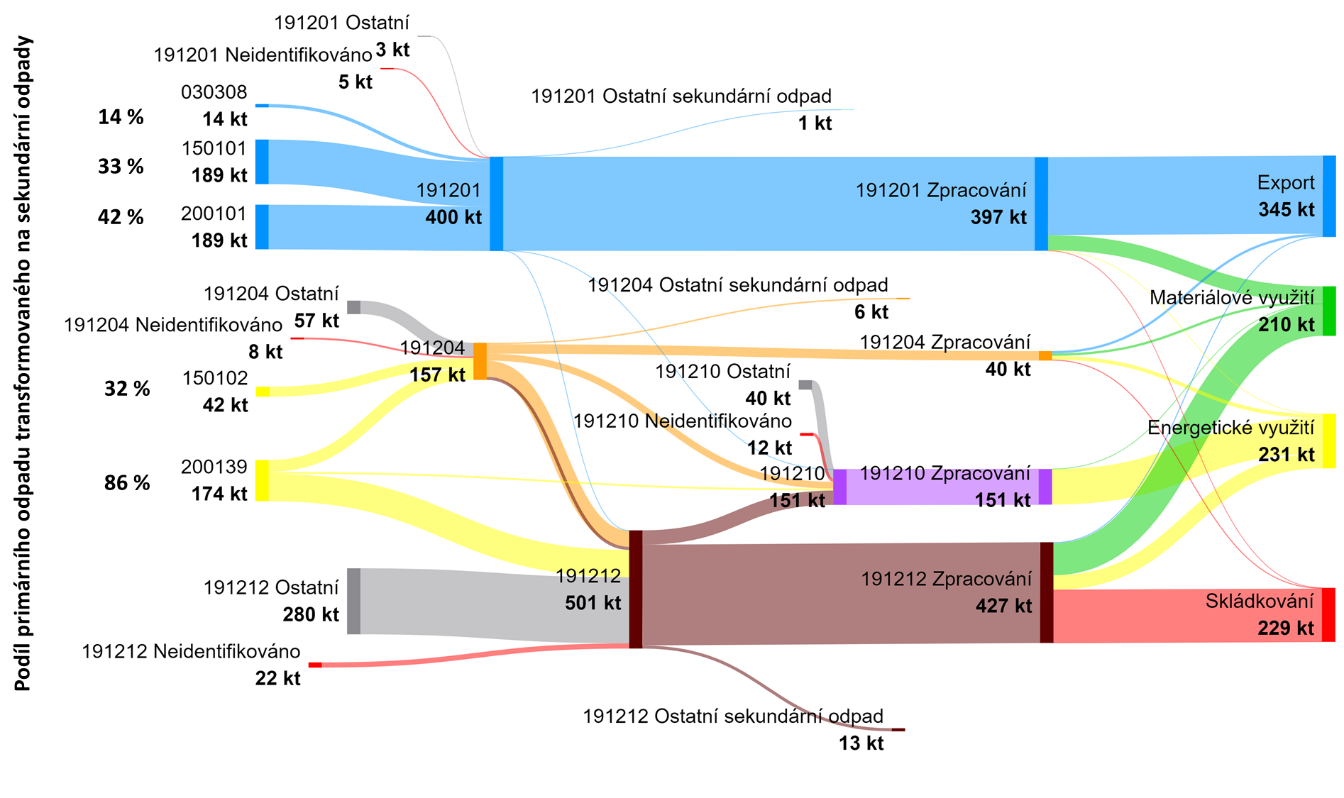 Podíl primárního odpadu transformovaného na sekundární odpady
191201 Ostatní
3 kt
191201 Neidentifikováno
5 kt
030308
14 %
14 kt
150101
33 %
189 kt
200101
42 %
189 kt
191201
400 kt
191201 Ostatní sekundární odpad
1 kt
191201 Zpracování
397 kt
Export
345 kt
191204 Ostatní
57 kt
191204 Neidentifikováno
8 kt
191204
157 kt
150102
32 %
42 kt
200139
86 %
174 kt
191204 Ostatní sekundární odpad
6 kt
191204 Zpracování
40 kt
Materiálové využití
210 kt
191210 Ostatní
40 kt
191210 Neidentifikováno
12 kt
191210
151 kt
191210 Zpracování
151 kt
Energetické využití
231 kt
191212 Ostatní
280 kt
191212 Neidentifikováno
22 kt
191212
501 kt
191212 Zpracování
427 kt
Skládkování
229 kt
191212 Ostatní sekundární odpad
13 kt